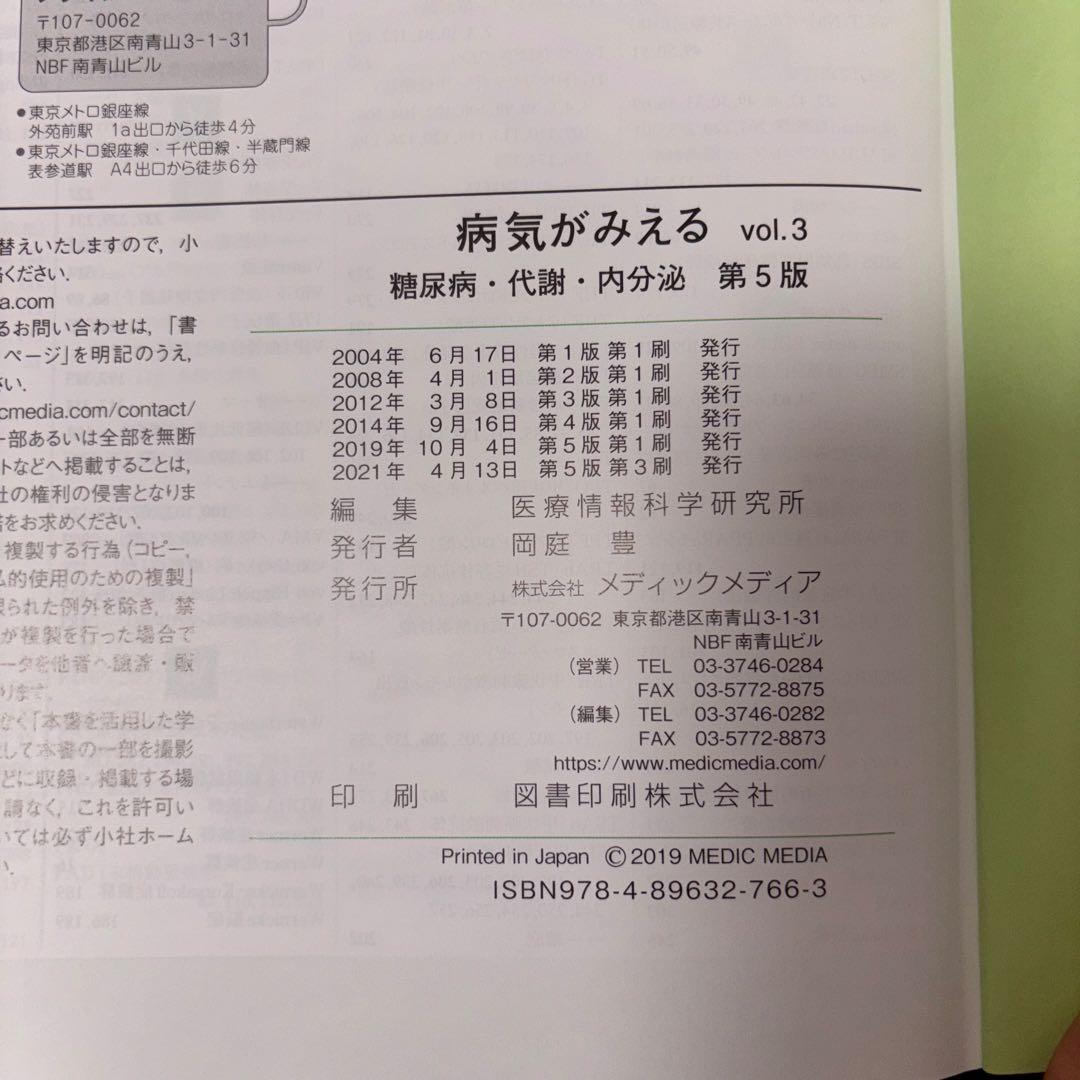 〒107-0062
東京都港区南青山3-1-31
NBF南青山ビル
●東京メトロ銀座線
外苑前駅 1a出口から徒歩4分
●東京メトロ銀座線・千代田線・半蔵門線
表参道駅 A4出口から徒歩6分
替えいたしますので，小
ください．
a.com
るお問い合わせは，「書
ページ」を明記のうえ，
さい．
cmedia.com/contact/
一部あるいは全部を無断
トなどへ掲載することは，
社の権利の侵害となりま
をお求めください．
複製する行為（コピー，
私的使用のための複製」
限られた例外を除き，禁
が複製を行った場合で
ータを他者へ譲渡・販
ります．
なく「本書を活用した学
して本書の一部を撮影
どに収録・掲載する場
請なく，これを許可い
いては必ず小社ホーム
い．
病気がみえる vol.3
糖尿病・代謝・内分泌 第5版
2004年 6月17日 第1版 第1刷 発行
2008年 4月 1日 第2版 第1刷 発行
2012年 3月 8日 第3版 第1刷 発行
2014年 9月16日 第4版 第1刷 発行
2019年 10月 4日 第5版 第1刷 発行
2021年 4月13日 第5版 第3刷 発行
編集 医療情報科学研究所
発行者 岡庭 豊
発行所 株式会社 メディックメディア
〒107-0062 東京都港区南青山3-1-31
NBF南青山ビル
（営業） TEL 03-3746-0284
FAX 03-5772-8875
（編集） TEL 03-3746-0282
FAX 03-5772-8873
https://www.medicmedia.com/
印刷 図書印刷株式会社
Printed in Japan © 2019 MEDIC MEDIA
ISBN978-4-89632-766-3